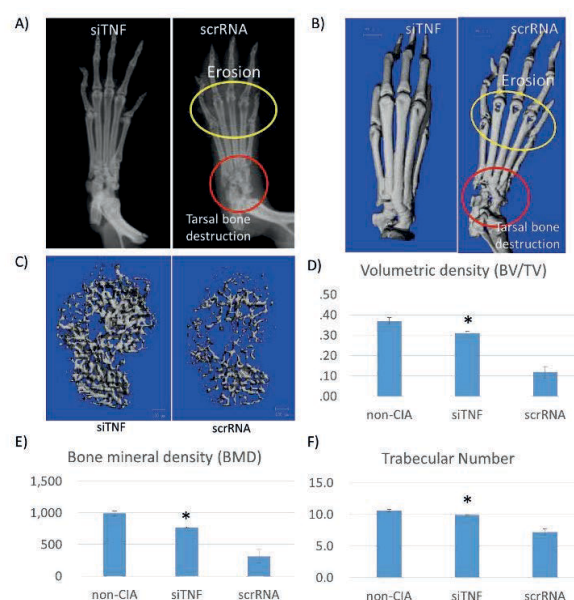 A)
siTNF
scrRNA
Erosion
Tarsal bone
destruction
B)
siTNF
scrRNA
Erosion
Tarsal bone
destruction
C)
siTNF
scrRNA
D)
Volumetric density (BV/TV)
.50
.40
.30
.20
.10
.00
*
non-CIA siTNF scrRNA
E)
Bone mineral density (BMD)
1,500
1,000
500
0
*
non-CIA siTNF scrRNA
F)
Trabecular Number
15.0
10.0
5.0
0.0
*
non-CIA siTNF scrRNA